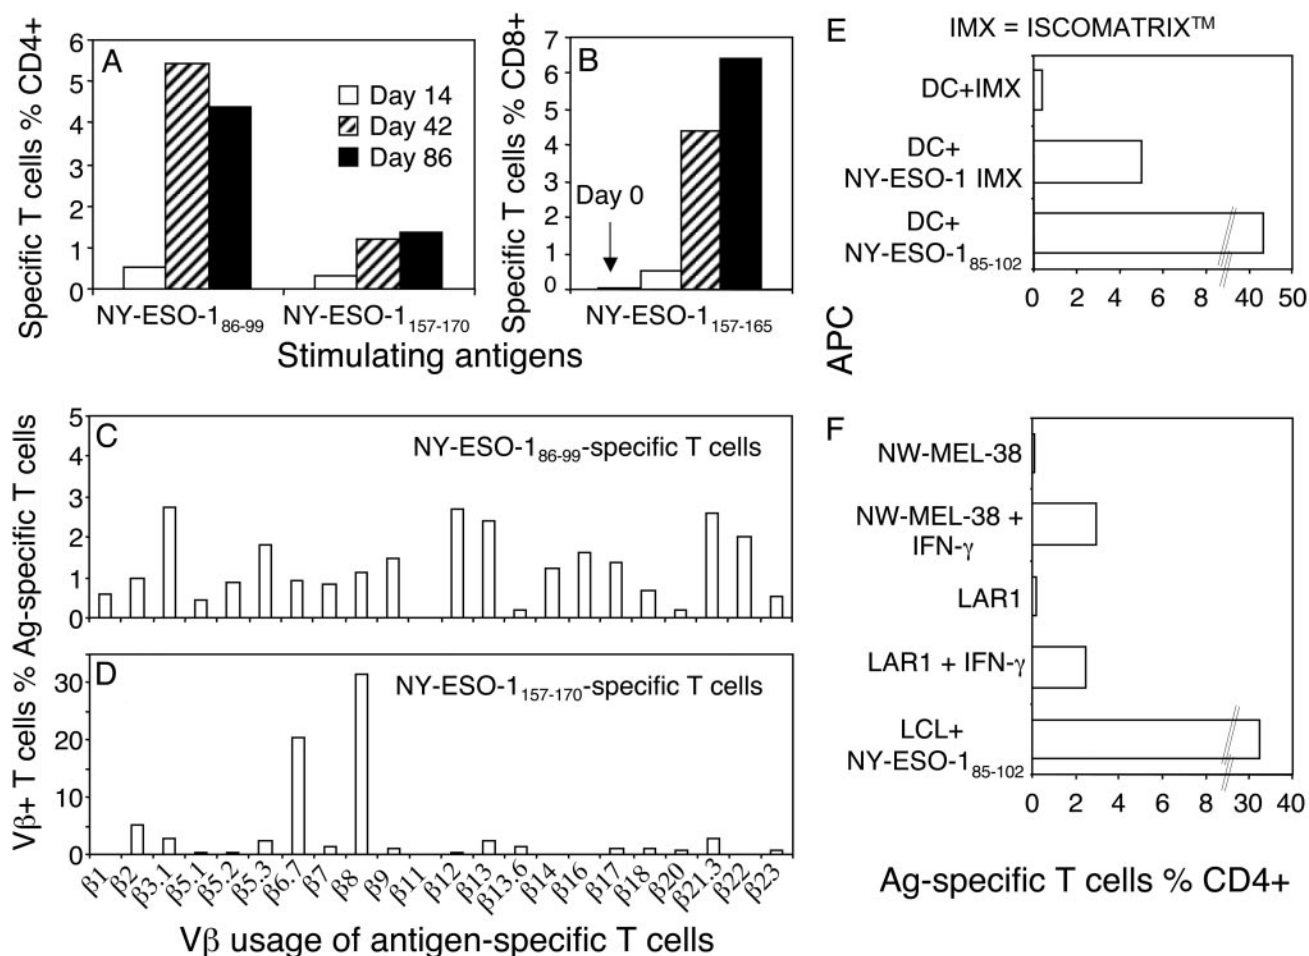 A
Specific T cells % CD4+
6
5
4
3
2
1
0
Day 14
Day 42
Day 86
NY-ESO-186-99
NY-ESO-1157-170
B
Specific T cells % CD8+
7
6
5
4
3
2
1
0
Day 0
NY-ESO-1157-165
Stimulating antigens
C
NY-ESO-186-99-specific T cells
5
4
3
2
1
0
Vβ+ T cells % Ag-specific T cells
D
NY-ESO-1157-170-specific T cells
30
20
10
0
β1
β2
β3.1
β5.1
β5.2
β5.3
β6.7
β7
β8
β9
β11
β12
β13
β13.6
β14
β16
β17
β18
β20
β21.3
β22
β23
Vβ usage of antigen-specific T cells
E
IMX = ISCOMATRIX™
DC+IMX
DC+
NY-ESO-1 IMX
DC+
NY-ESO-185-102
0 2 4 6 8 40 50
APC
F
NW-MEL-38
NW-MEL-38 +
IFN-γ
LAR1
LAR1 + IFN-γ
LCL+
NY-ESO-185-102
0 2 4 6 8 30 40
Ag-specific T cells % CD4+